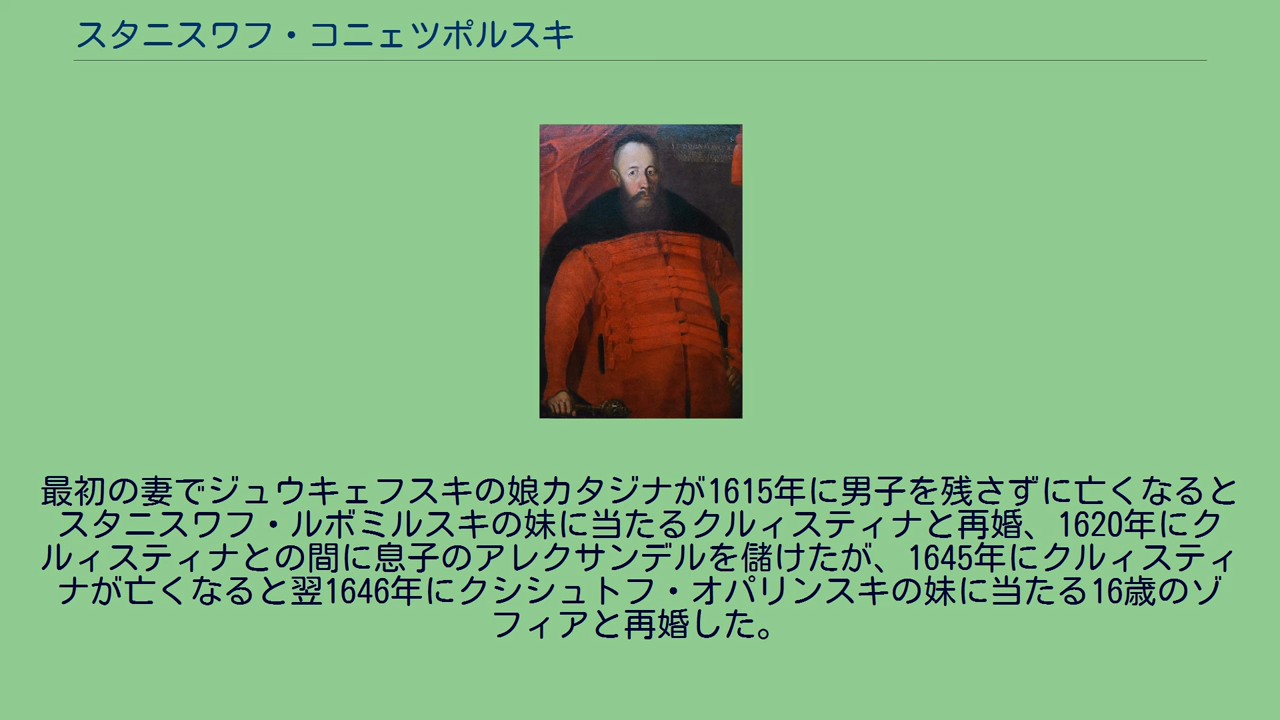 スタニスワフ・コニェツポルスキ
最初の妻でジュウキェフスキの娘カタジナが1615年に男子を残さずに亡くなると
スタニスワフ・ルボミルスキの妹に当たるクルィスティナと再婚、1620年にク
ルィスティナとの間に息子のアレクサンデルを儲けたが、1645年にクルィスティ
ナが亡くなると翌1646年にクシシュトフ・オパリンスキの妹に当たる16歳のゾ
フィアと再婚した。